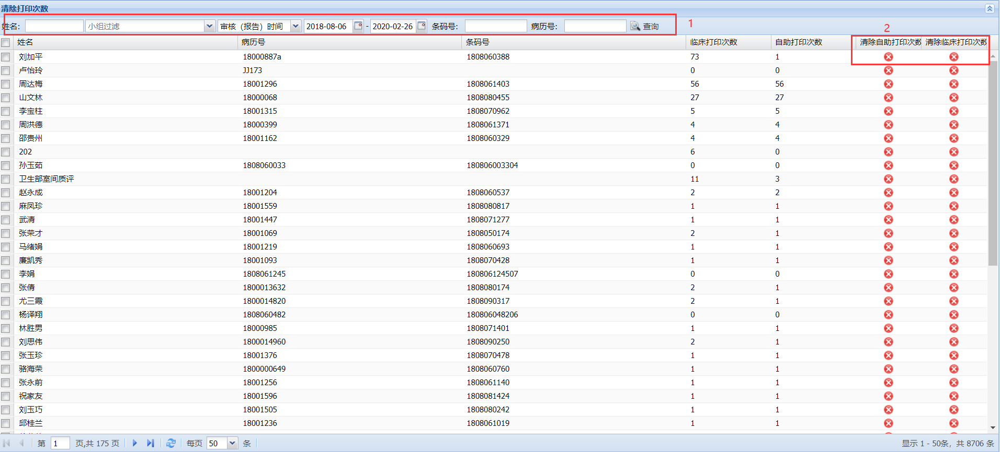 清除打印次数
1
姓名: 小组过滤 审核（报告）时间 2018-08-06 - 2020-02-26 条码号: 病历号: 查询
2
姓名 病历号 条码号 临床打印次数 自助打印次数 清除自助打印次数 清除临床打印次数
刘加平 18000887a 1808060388 73 1
卢怡玲 JJ173 0 0
周达梅 18001296 1808061403 56 56
山文林 18000068 1808080455 27 27
李宝柱 18001315 1808070962 5 5
周洪德 18000399 1808061371 4 4
邵贵州 18001162 1808060329 4 4
202 6 0
孙玉茹 1808060033 180806003304 0 0
卫生部室间质评 11 3
赵永成 18001204 1808060537 2 2
麻凤珍 18001559 1808080817 1 1
武清 18001447 1808071277 1 1
张荣才 18001069 1808050174 2 1
马绪娟 18001219 1808060693 1 1
廉凯秀 18001093 1808070428 1 1
李娟 1808061245 180806124507 0 0
张倩 1800013632 1808080174 2 1
尤三霞 1800014820 1808090317 2 1
杨译翔 1808060482 180806048206 0 0
林胜男 18000985 1808071401 1 1
刘思伟 1800014960 1808090250 2 1
张玉珍 18001376 1808070478 1 1
骆海荣 1800000649 1808060760 1 1
张永前 18001256 1808061140 1 1
祝家友 18001596 1808081424 1 1
刘玉巧 18001505 1808080242 1 1
邱桂兰 18001236 1808061019 1 1
第 1 页,共 175 页 每页 50 条 显示 1 - 50条，共 8706 条